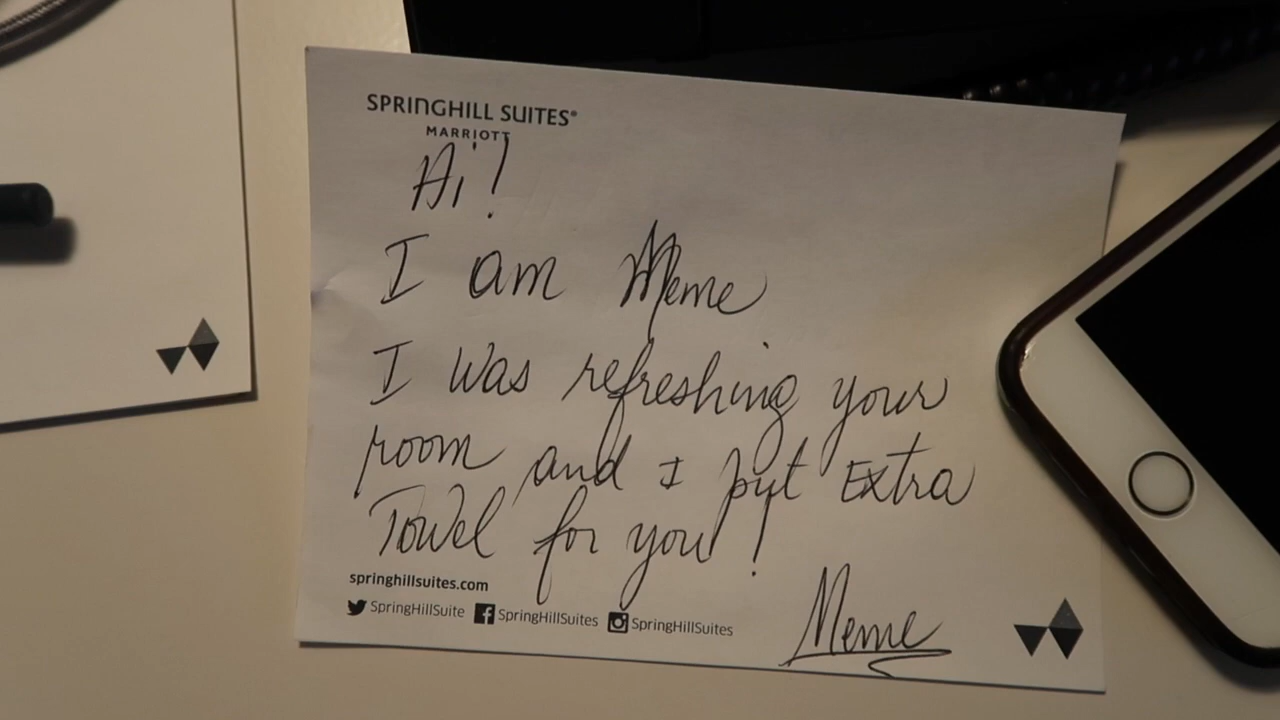 SPRINGHILL SUITES®
MARRIOTT
Hi!
I am Meme
I was refreshing your
room and I put Extra
Towel for you!
springhillsuites.com
SpringHillSuite SpringHillSuites SpringHillSuites
Meme